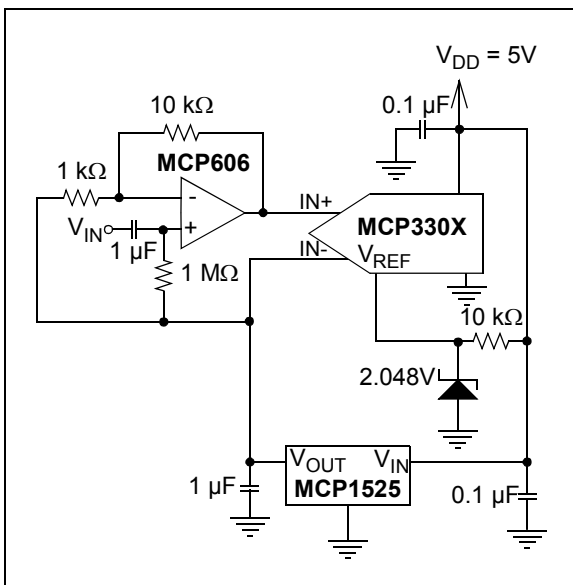 V_DD = 5V
10 kΩ
0.1 µF
MCP606
1 kΩ
-
IN+
MCP330X
V_IN
+
1 µF
IN-
V_REF
1 MΩ
10 kΩ
2.048V
V_OUT
V_IN
1 µF
MCP1525
0.1 µF